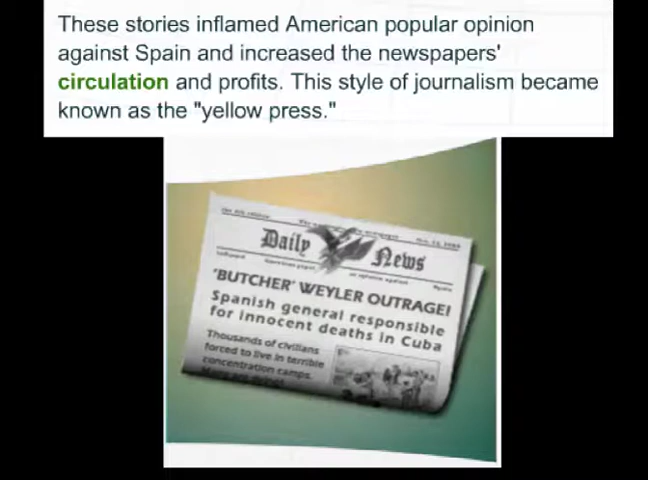 These stories inflamed American popular opinion
against Spain and increased the newspapers'
circulation and profits. This style of journalism became
known as the "yellow press."
Daily News
'BUTCHER' WEYLER OUTRAGE!
Spanish general responsible
for innocent deaths in Cuba
Thousands of civilians
forced to live in terrible
concentration camps.